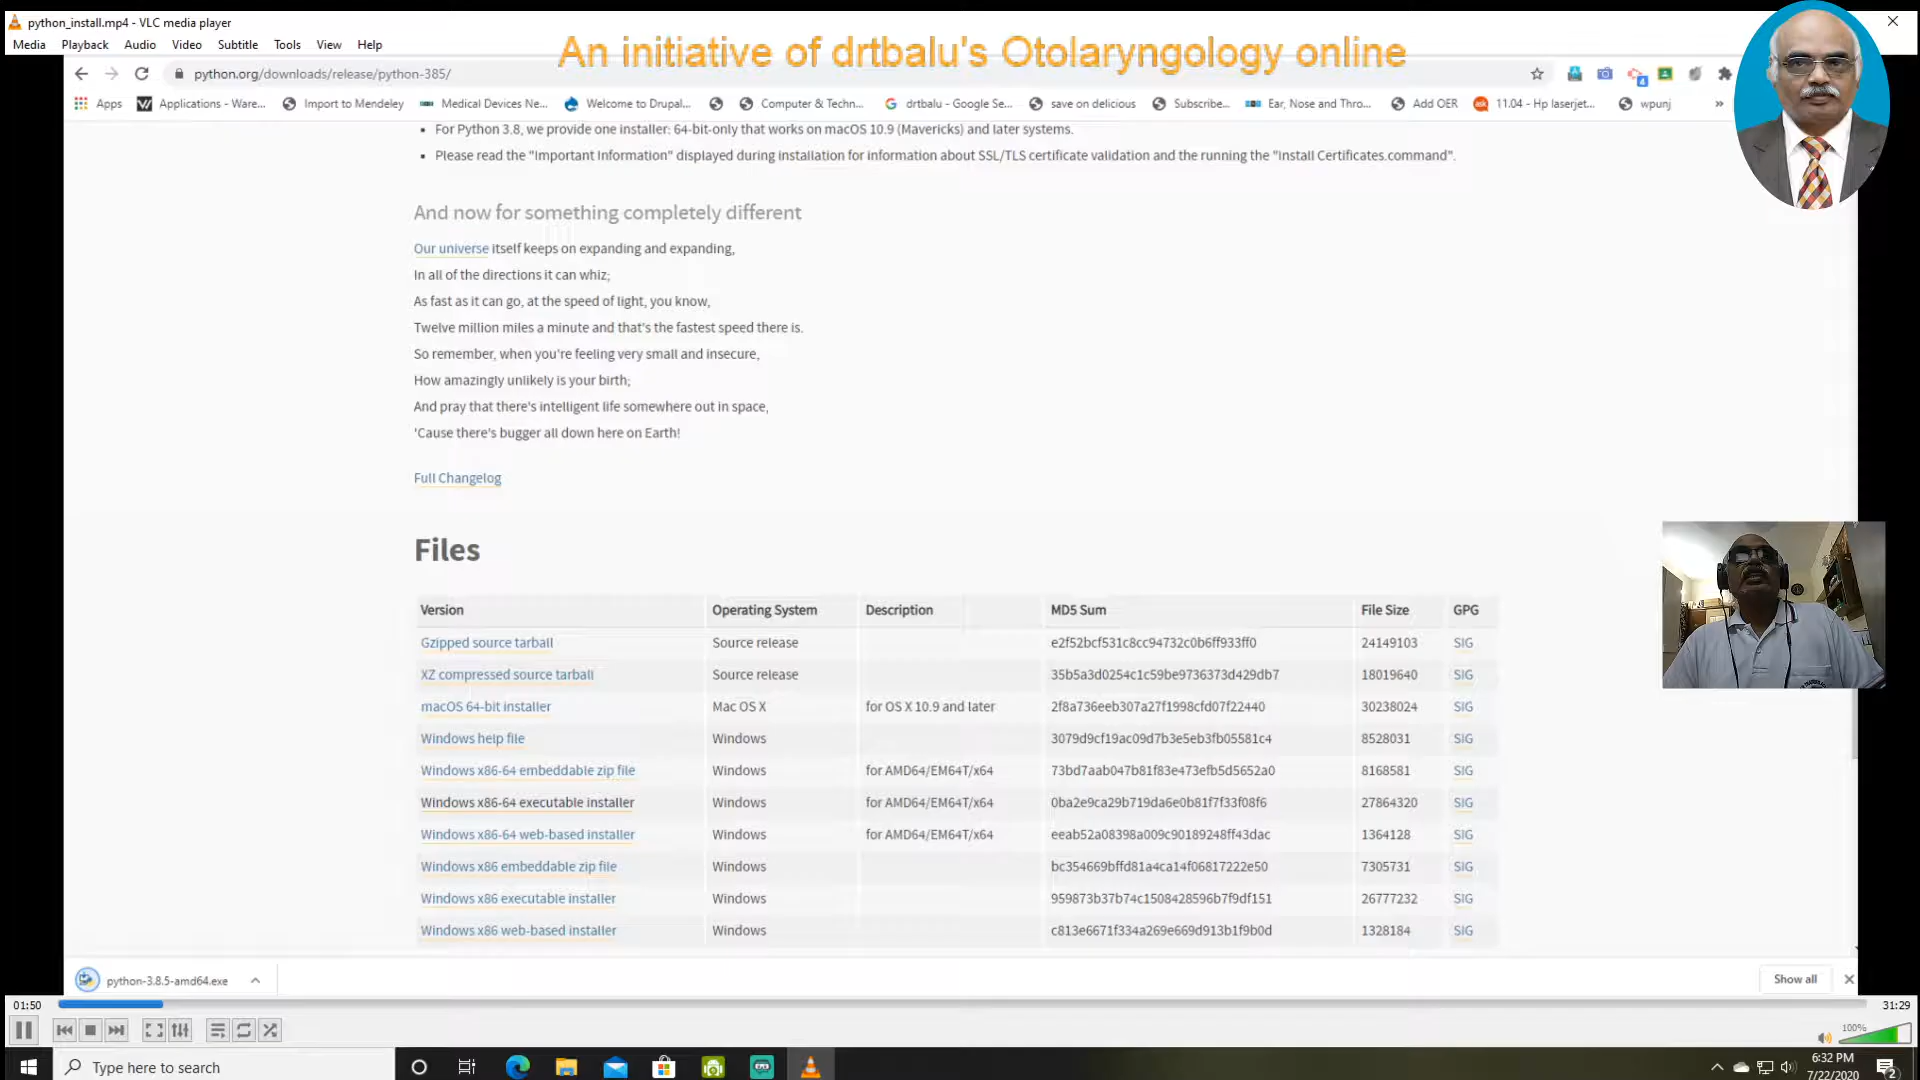 python_install.mp4 - VLC media player
Media Playback Audio Video Subtitle Tools View Help
An initiative of drtbalu's Otolaryngology online
python.org/downloads/release/python-385/
Apps Applications - Ware... Import to Mendeley Medical Devices Ne... Welcome to Drupal... Computer & Techn... drtbalu - Google Se... save on delicious Subscribe... Ear, Nose and Thro... Add OER 11.04 - Hp laserjet... wpunj »
• For Python 3.8, we provide one installer: 64-bit-only that works on macOS 10.9 (Mavericks) and later systems.
• Please read the "Important Information" displayed during installation for information about SSL/TLS certificate validation and the running the "Install Certificates.command".
And now for something completely different
Our universe itself keeps on expanding and expanding,
In all of the directions it can whiz;
As fast as it can go, at the speed of light, you know,
Twelve million miles a minute and that's the fastest speed there is.
So remember, when you're feeling very small and insecure,
How amazingly unlikely is your birth;
And pray that there's intelligent life somewhere out in space,
'Cause there's bugger all down here on Earth!
Full Changelog
Files
Version Operating System Description MD5 Sum File Size GPG
Gzipped source tarball Source release e2f52bcf531c8cc94732c0b6ff933ff0 24149103 SIG
XZ compressed source tarball Source release 35b5a3d0254c1c59be9736373d429db7 18019640 SIG
macOS 64-bit installer Mac OS X for OS X 10.9 and later 2f8a736eeb307a27f1998cfd07f22440 30238024 SIG
Windows help file Windows 3079d9cf19ac09d7b3e5eb3fb05581c4 8528031 SIG
Windows x86-64 embeddable zip file Windows for AMD64/EM64T/x64 73bd7aab047b81f83e473efb5d5652a0 8168581 SIG
Windows x86-64 executable installer Windows for AMD64/EM64T/x64 0ba2e9ca29b719da6e0b81f7f33f08f6 27864320 SIG
Windows x86-64 web-based installer Windows for AMD64/EM64T/x64 eeab52a08398a009c90189248ff43dac 1364128 SIG
Windows x86 embeddable zip file Windows bc354669bffd81a4ca14f06817222e50 7305731 SIG
Windows x86 executable installer Windows 959873b37b74c1508428596b7f9df151 26777232 SIG
Windows x86 web-based installer Windows c813e6671f334a269e669d913b1f9b0d 1328184 SIG
python-3.8.5-amd64.exe Show all
01:50 31:29
100%
Type here to search
6:32 PM
7/22/2020
2